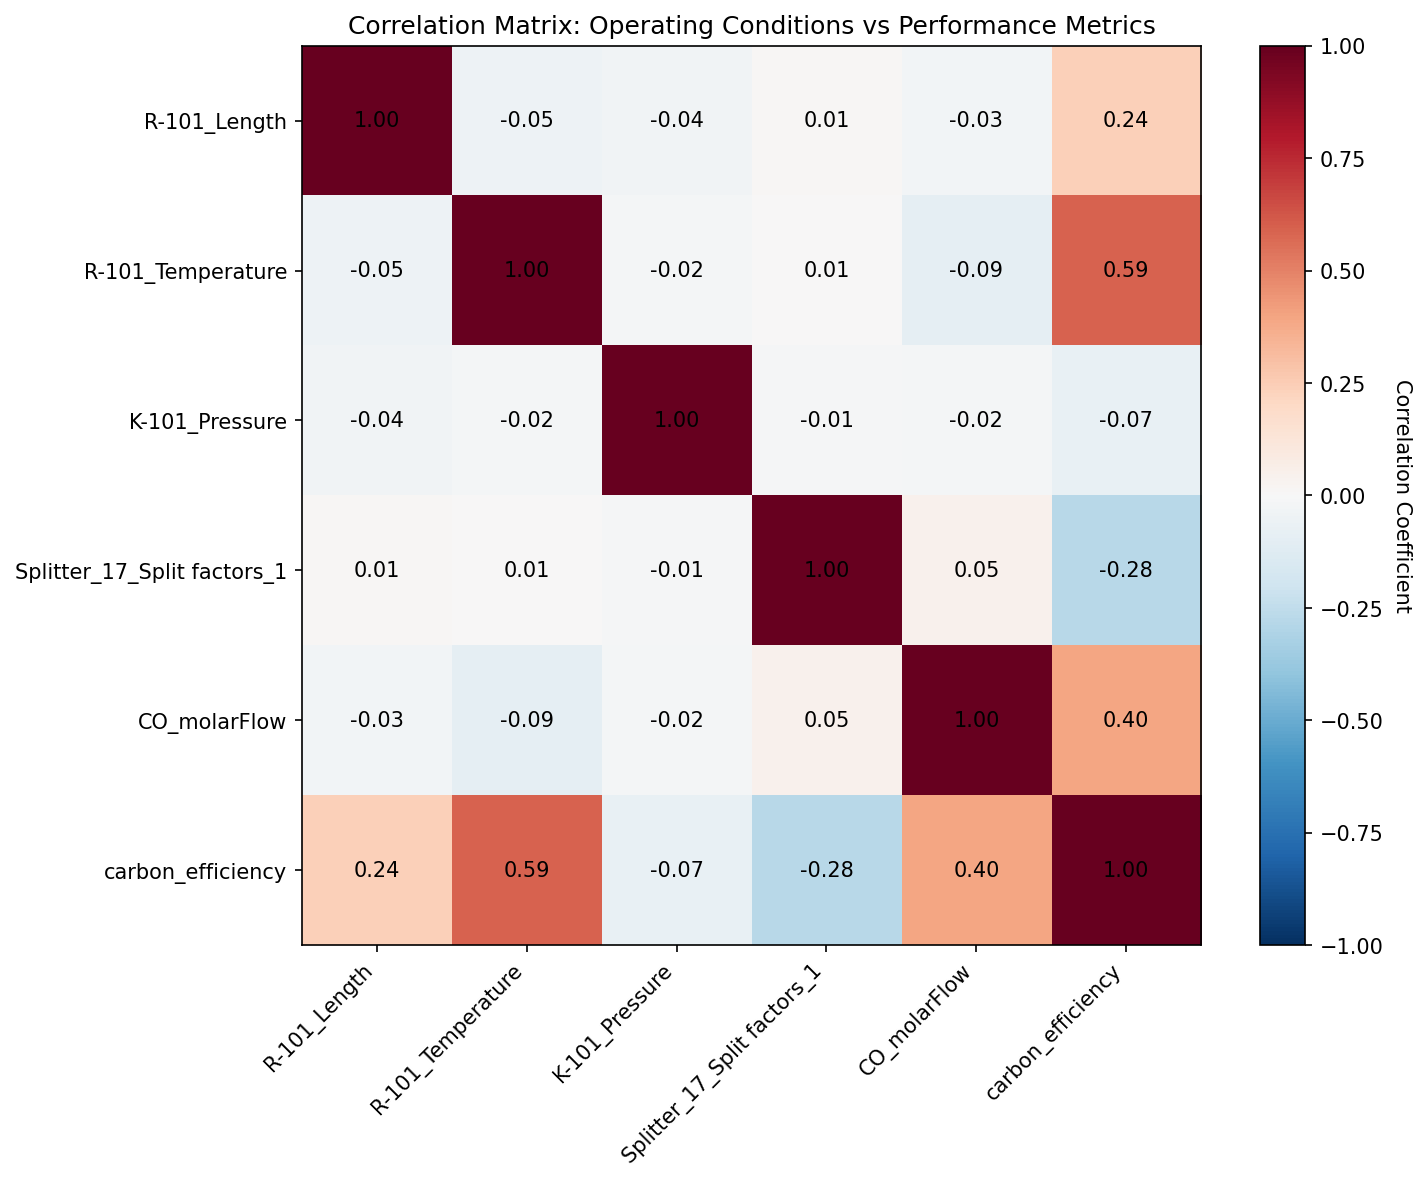 Correlation Matrix: Operating Conditions vs Performance Metrics
R-101_Length 1.00 -0.05 -0.04 0.01 -0.03 0.24
R-101_Temperature -0.05 1.00 -0.02 0.01 -0.09 0.59
K-101_Pressure -0.04 -0.02 1.00 -0.01 -0.02 -0.07
Splitter_17_Split factors_1 0.01 0.01 -0.01 1.00 0.05 -0.28
CO_molarFlow -0.03 -0.09 -0.02 0.05 1.00 0.40
carbon_efficiency 0.24 0.59 -0.07 -0.28 0.40 1.00
R-101_Length
R-101_Temperature
K-101_Pressure
Splitter_17_Split factors_1
CO_molarFlow
carbon_efficiency
1.00
0.75
0.50
0.25
0.00
−0.25
−0.50
−0.75
−1.00
Correlation Coefficient